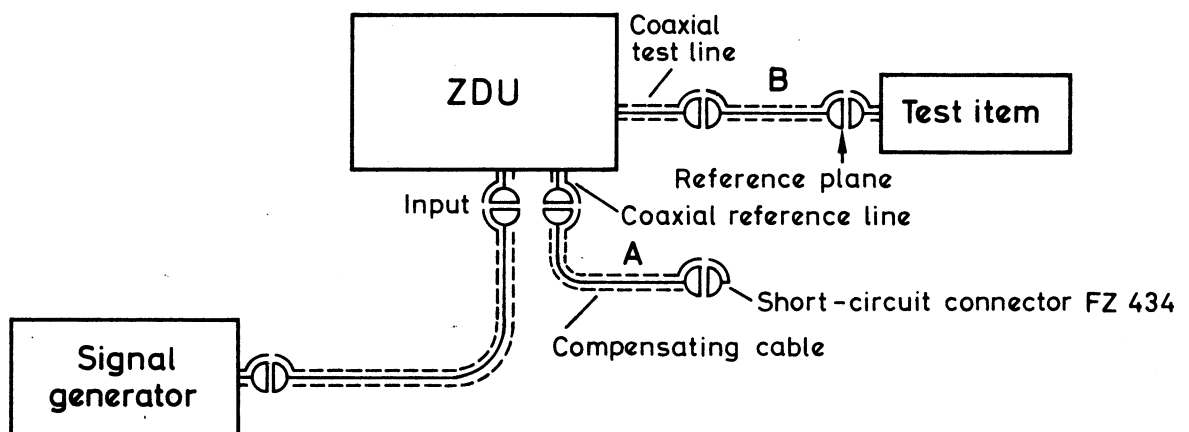 Coaxial
test line
ZDU
B
Test item
Reference plane
Input
Coaxial reference line
A
Short-circuit connector FZ 434
Compensating cable
Signal
generator